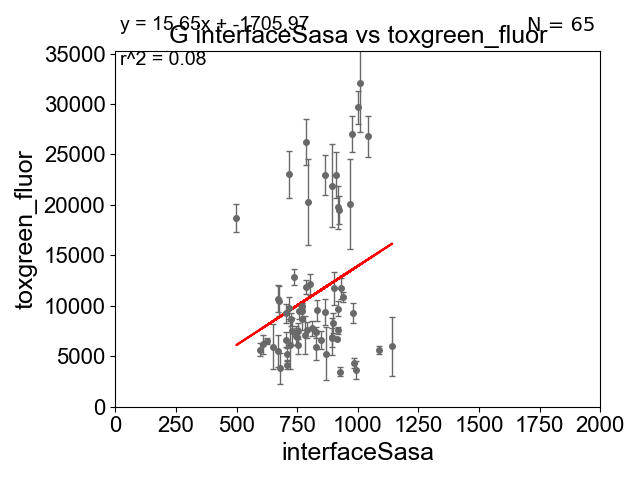 y = 15.65x + -1705.97
N = 65
G interfaceSasa vs toxgreen_fluor
r^2 = 0.08
35000
30000
25000
20000
15000
10000
5000
0
toxgreen_fluor
0 250 500 750 1000 1250 1500 1750 2000
interfaceSasa